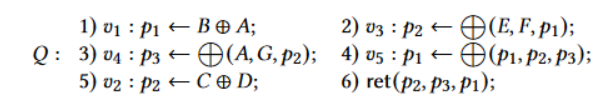 1) v₁ : p₁ ← B ⊕ A; 2) v₃ : p₂ ← ⨁(E, F, p₁);
Q : 3) v₄ : p₃ ← ⨁(A, G, p₂); 4) v₅ : p₁ ← ⨁(p₁, p₂, p₃);
5) v₂ : p₂ ← C ⊕ D; 6) ret(p₂, p₃, p₁);